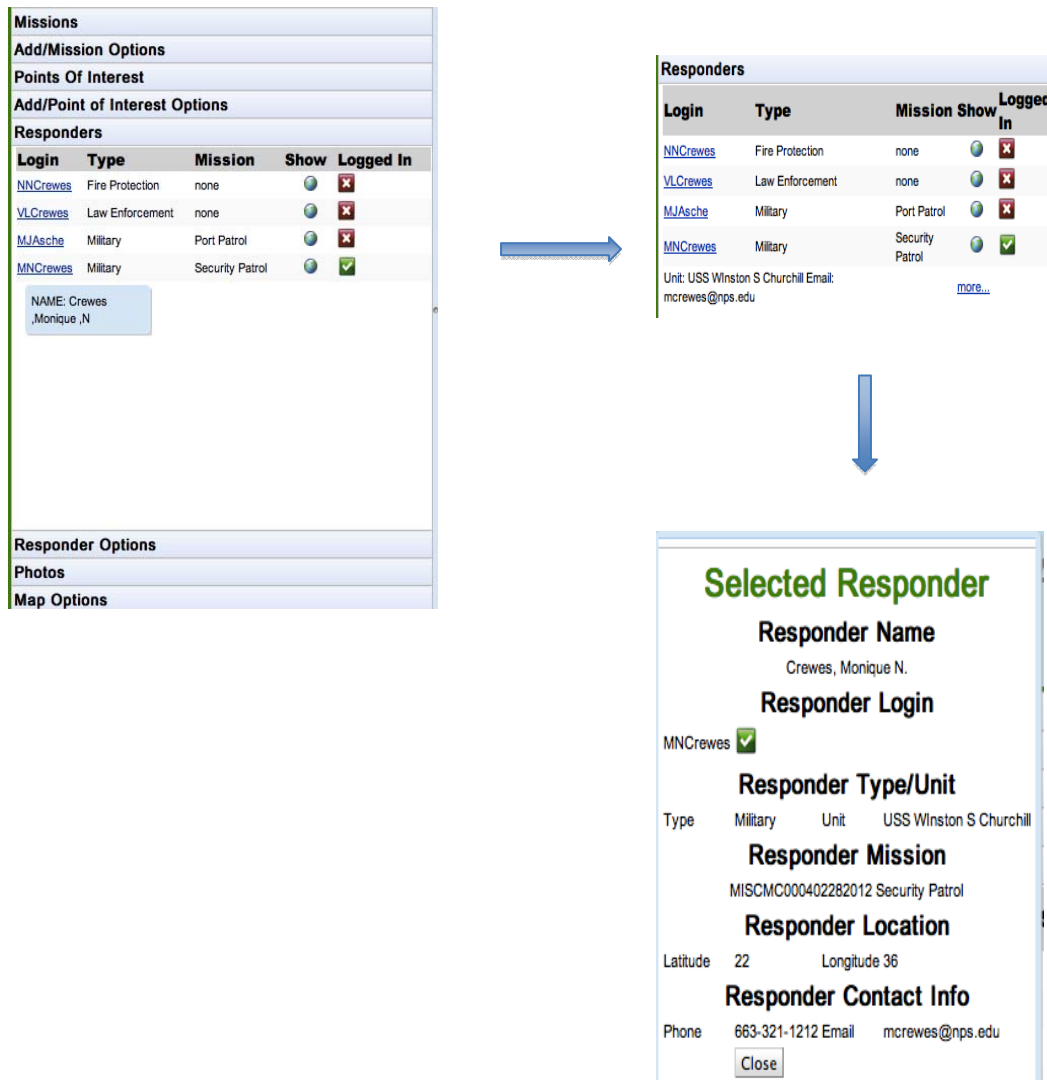 Missions
Add/Mission Options
Points Of Interest
Add/Point of Interest Options
Responders
Login Type Mission Show Logged In
NNCrewes Fire Protection none
VLCrewes Law Enforcement none
MJAsche Military Port Patrol
MNCrewes Military Security Patrol
NAME: Crewes
,Monique ,N
Responder Options
Photos
Map Options
Responders
Login Type Mission Show Logged
In
NNCrewes Fire Protection none
VLCrewes Law Enforcement none
MJAsche Military Port Patrol
MNCrewes Military Security
Patrol
Unit: USS WInston S Churchill Email:
mcrewes@nps.edu more...
Selected Responder
Responder Name
Crewes, Monique N.
Responder Login
MNCrewes
Responder Type/Unit
Type Military Unit USS WInston S Churchill
Responder Mission
MISCMC000402282012 Security Patrol
Responder Location
Latitude 22 Longitude 36
Responder Contact Info
Phone 663-321-1212 Email mcrewes@nps.edu
Close